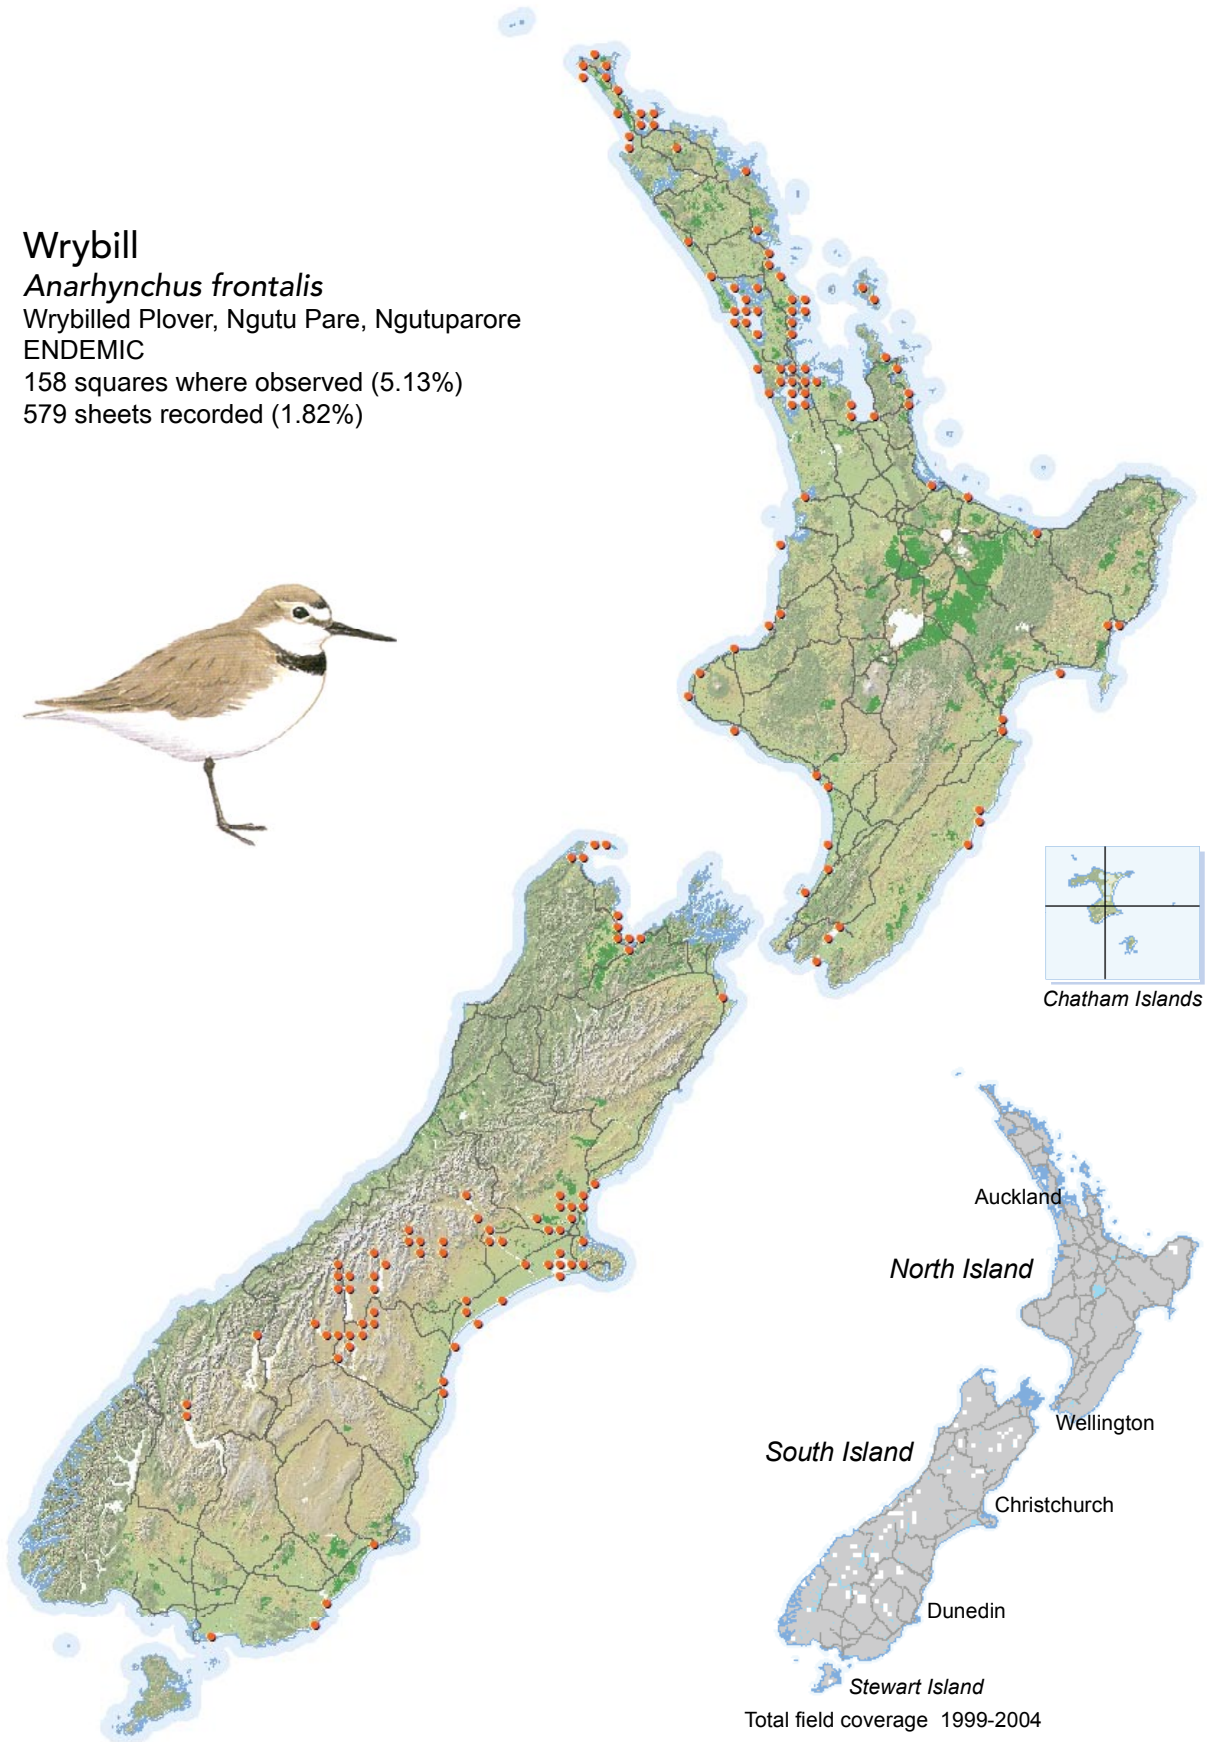 Wrybill
Anarhynchus frontalis
Wrybilled Plover, Ngutu Pare, Ngutuparore
ENDEMIC
158 squares where observed (5.13%)
579 sheets recorded (1.82%)
Chatham Islands
Auckland
North Island
Wellington
South Island
Christchurch
Dunedin
Stewart Island
Total field coverage 1999-2004